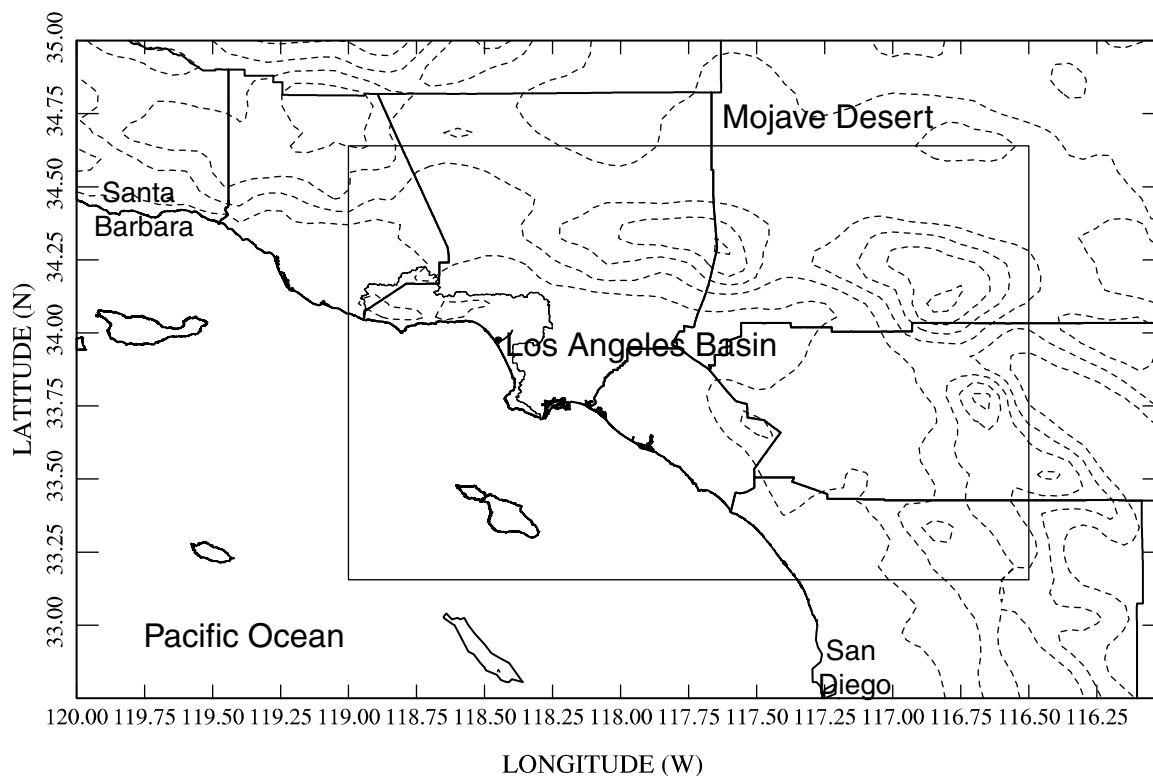 35.00
34.75
34.50
34.25
34.00
33.75
33.50
33.25
33.00
LATITUDE (N)
Mojave Desert
Santa
Barbara
Los Angeles Basin
Pacific Ocean
San
Diego
120.00 119.75 119.50 119.25 119.00 118.75 118.50 118.25 118.00 117.75 117.50 117.25 117.00 116.75 116.50 116.25
LONGITUDE (W)